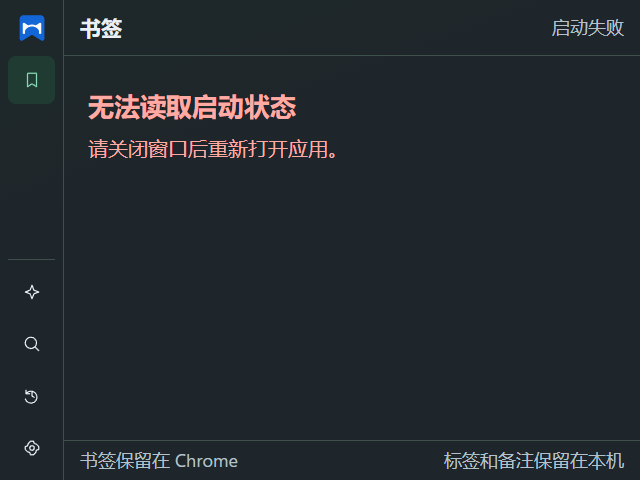 书签
启动失败
无法读取启动状态
请关闭窗口后重新打开应用。
书签保留在 Chrome
标签和备注保留在本机